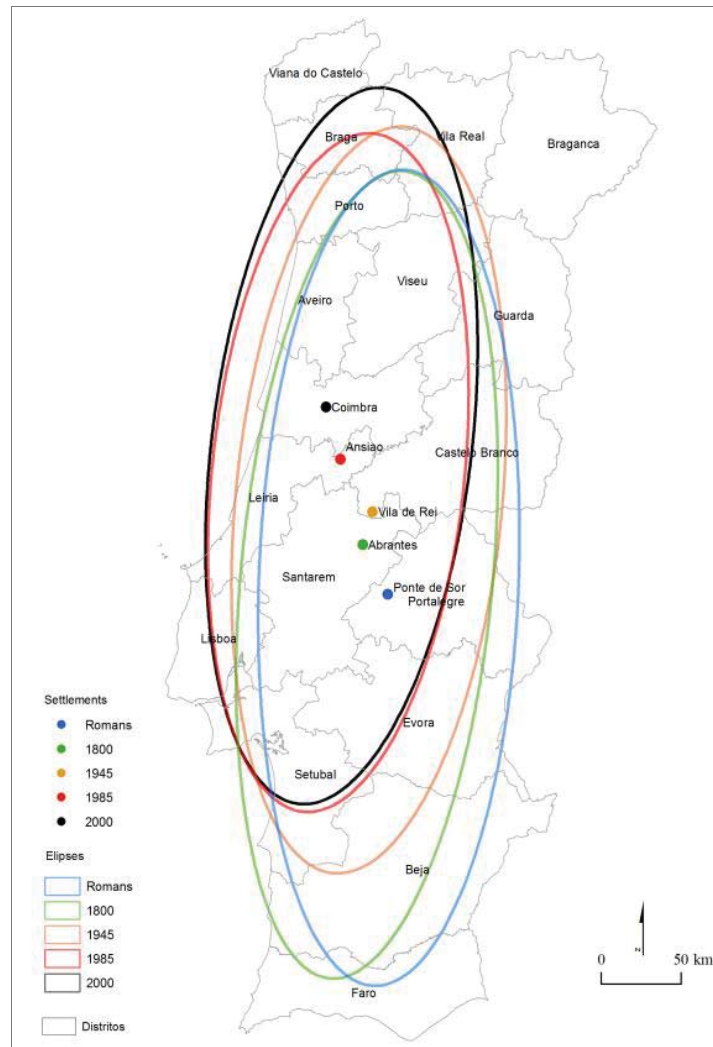 Viana do Castelo
Braga
Vila Real
Braganca
Porto
Aveiro
Viseu
Guarda
Coimbra
Ansiao
Castelo Branco
Leiria
Vila de Rei
Abrantes
Santarem
Ponte de Sor
Portalegre
Lisboa
Evora
Setubal
Beja
Faro
Settlements
Romans
1800
1945
1985
2000
Elipses
Romans
1800
1945
1985
2000
Distritos
z
0 50 km